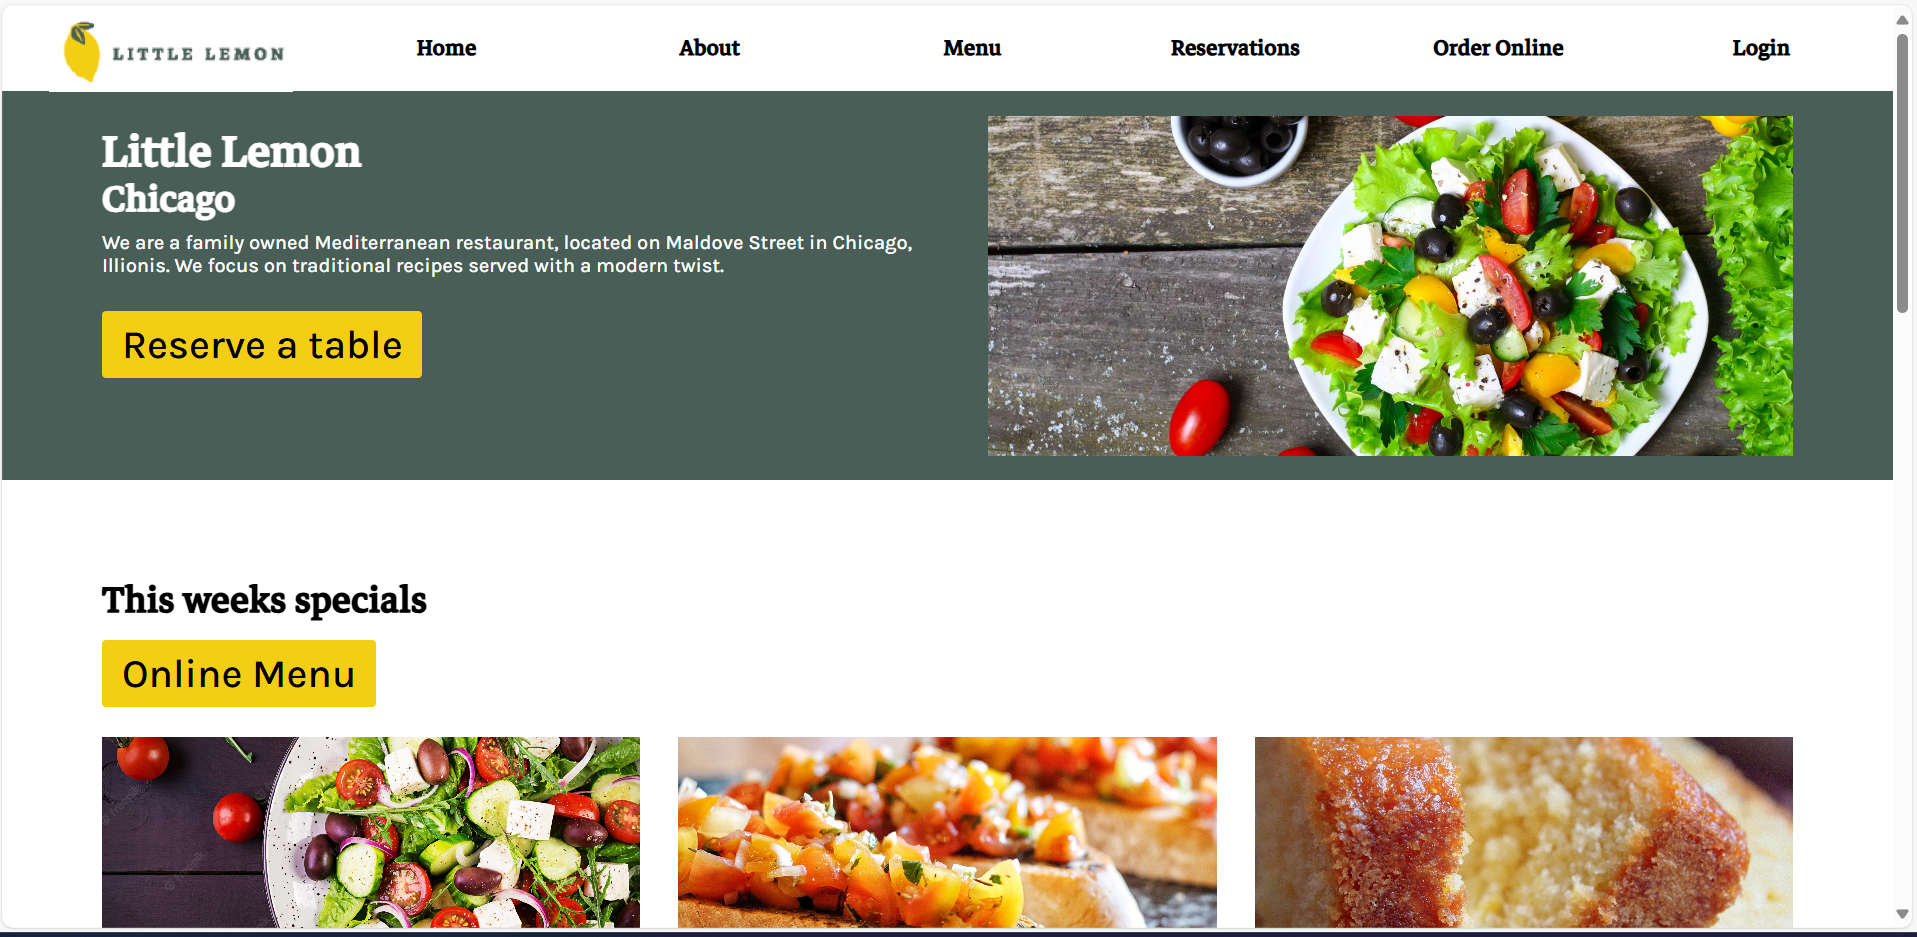 LITTLE LEMON
Home
About
Menu
Reservations
Order Online
Login
Little Lemon
Chicago
We are a family owned Mediterranean restaurant, located on Maldove Street in Chicago,
Illionis. We focus on traditional recipes served with a modern twist.
Reserve a table
This weeks specials
Online Menu